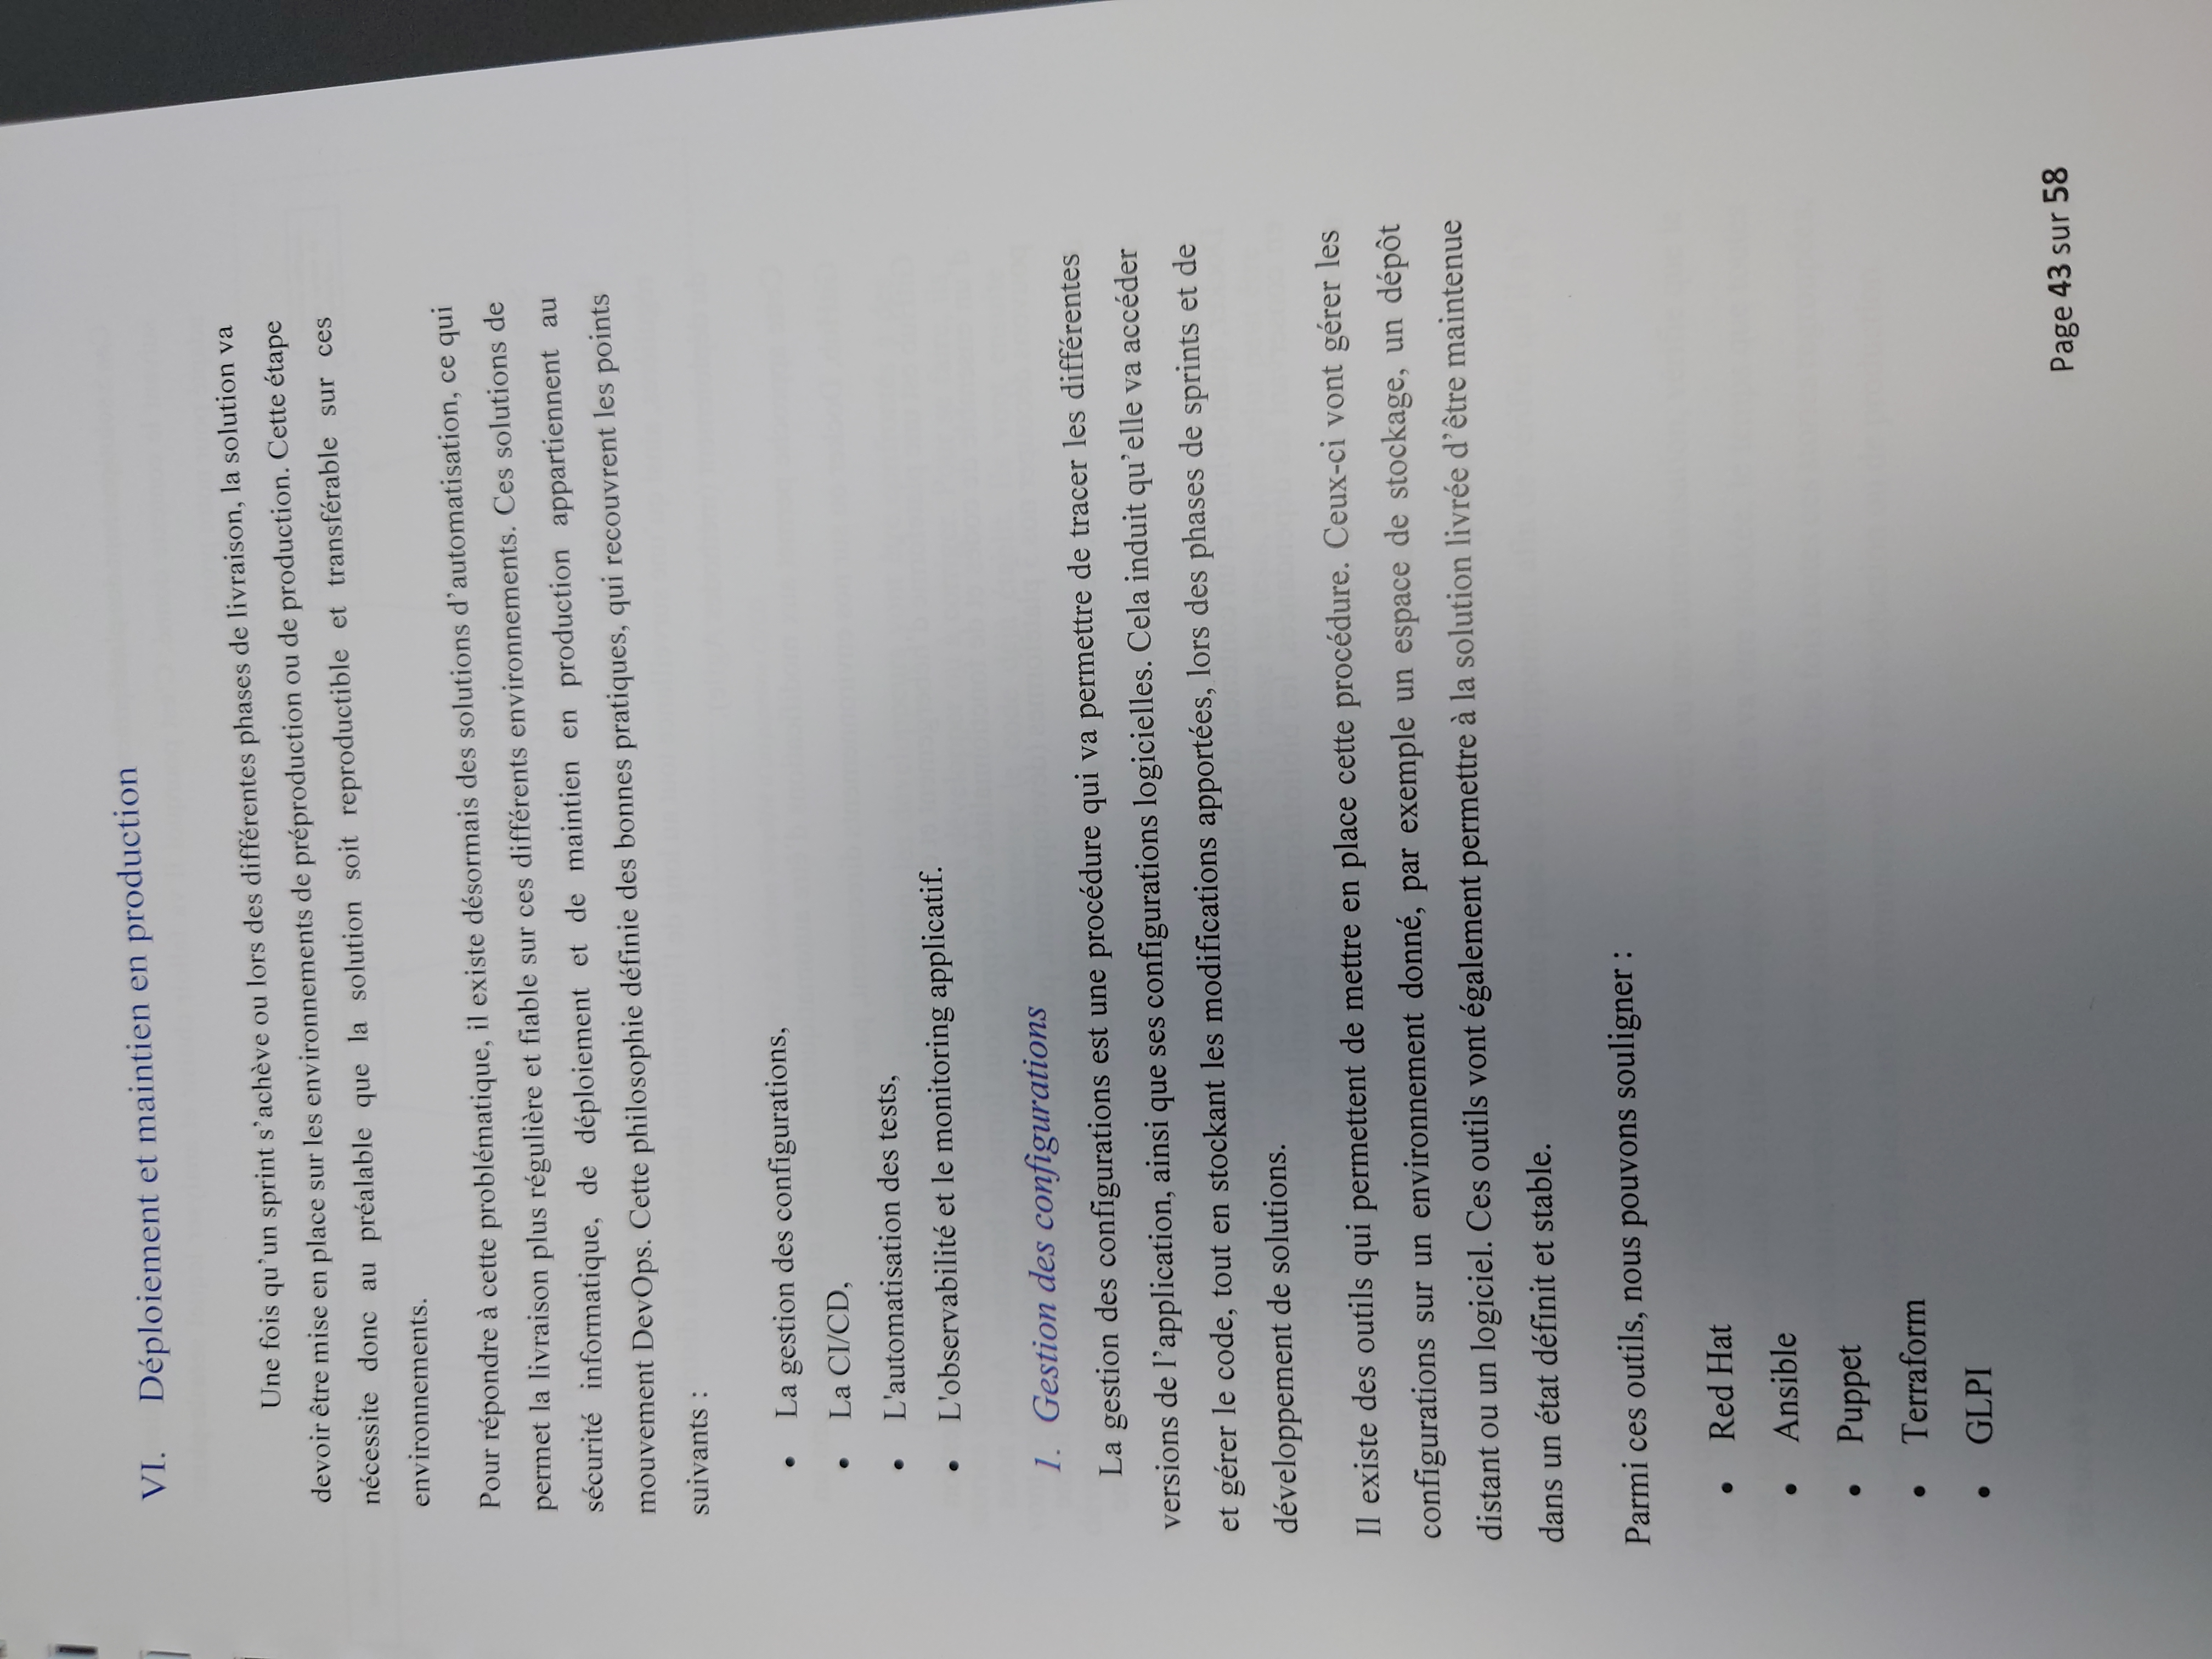 VI. Déploiement et maintien en production
Une fois qu’un sprint s’achève ou lors des différentes phases de livraison, la solution va
devoir être mise en place sur les environnements de préproduction ou de production. Cette étape
nécessite donc au préalable que la solution soit reproductible et transférable sur ces
environnements.
Pour répondre à cette problématique, il existe désormais des solutions d’automatisation, ce qui
permet la livraison plus régulière et fiable sur ces différents environnements. Ces solutions de
sécurité informatique, de déploiement et de maintien en production appartiennent au
mouvement DevOps. Cette philosophie définie des bonnes pratiques, qui recouvrent les points
suivants :
• La gestion des configurations,
• La CI/CD,
• L'automatisation des tests,
• L'observabilité et le monitoring applicatif.
1. Gestion des configurations
La gestion des configurations est une procédure qui va permettre de tracer les différentes
versions de l’application, ainsi que ses configurations logicielles. Cela induit qu’elle va accéder
et gérer le code, tout en stockant les modifications apportées, lors des phases de sprints et de
développement de solutions.
Il existe des outils qui permettent de mettre en place cette procédure. Ceux-ci vont gérer les
configurations sur un environnement donné, par exemple un espace de stockage, un dépôt
distant ou un logiciel. Ces outils vont également permettre à la solution livrée d’être maintenue
dans un état définit et stable.
Parmi ces outils, nous pouvons souligner :
• Red Hat
• Ansible
• Puppet
• Terraform
• GLPI
Page 43 sur 58